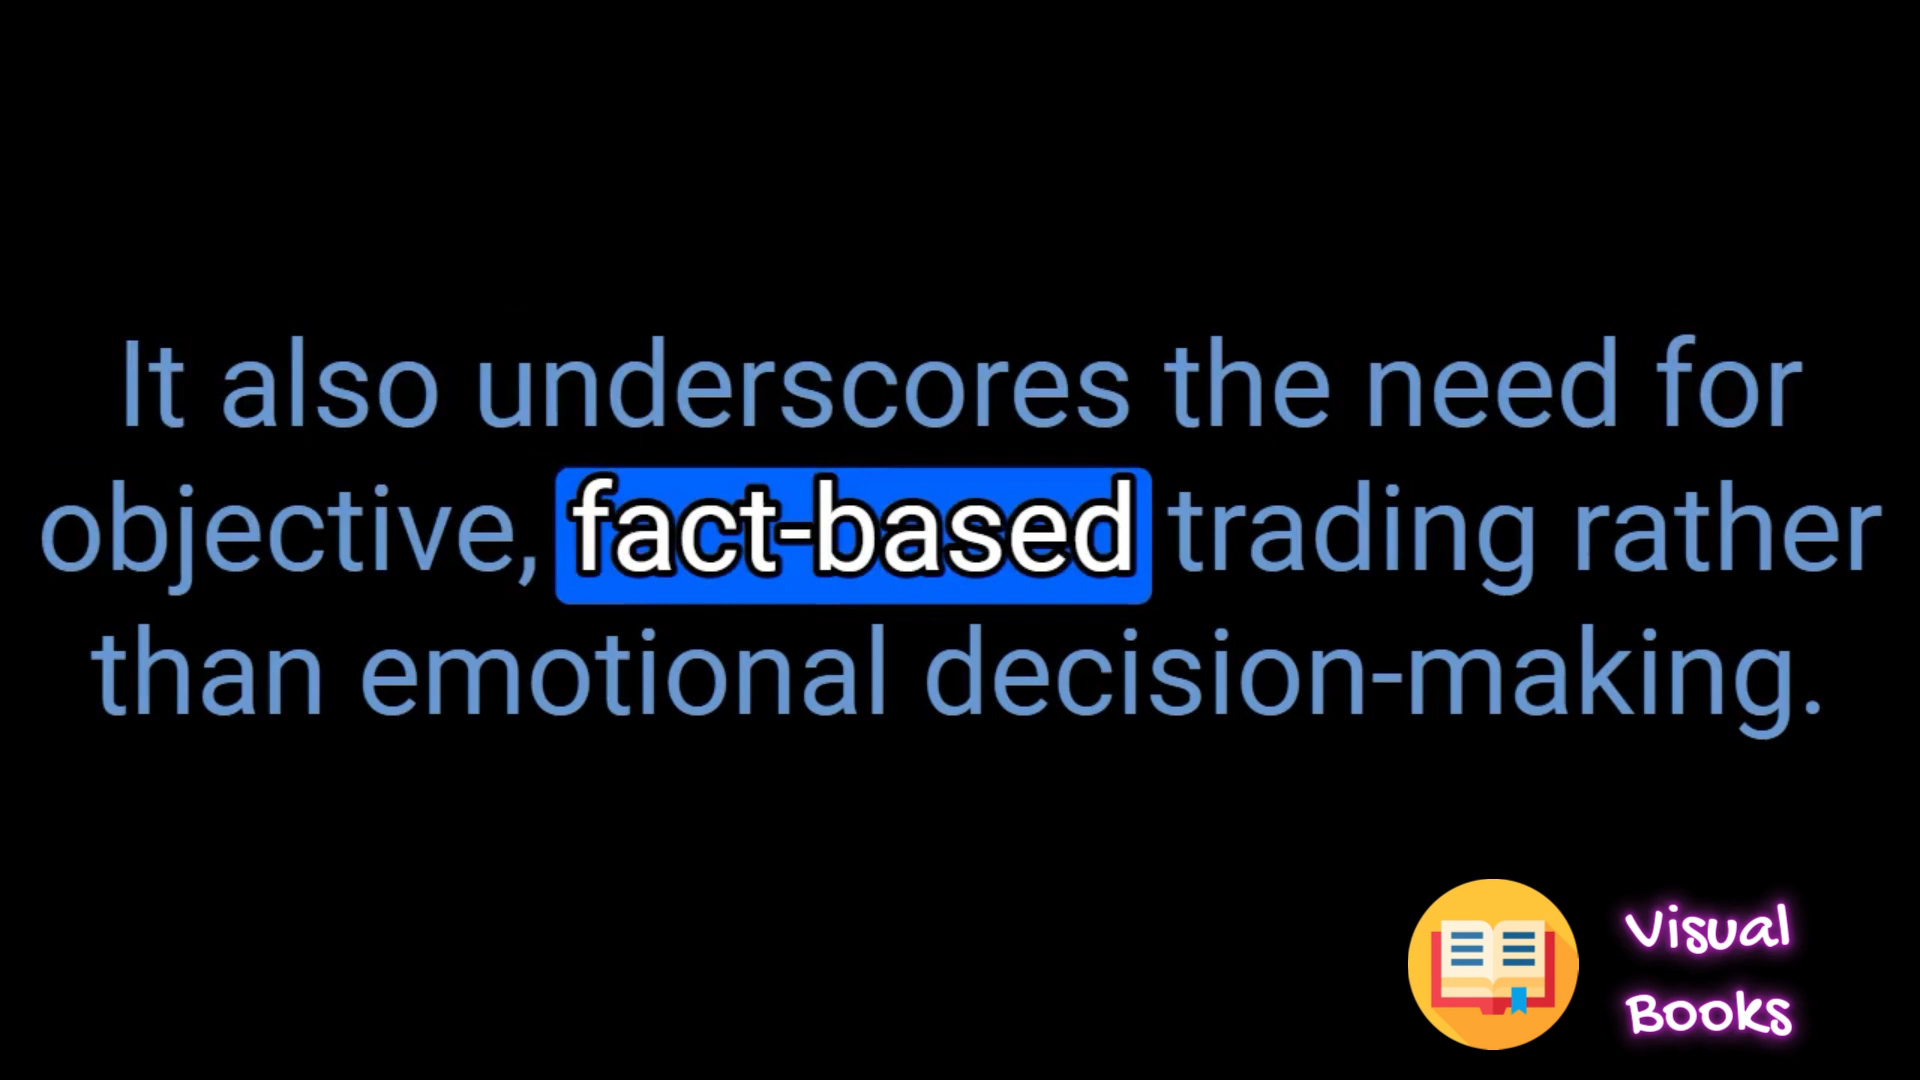 It also underscores the need for
objective, fact-based trading rather
than emotional decision-making.
Visual
Books